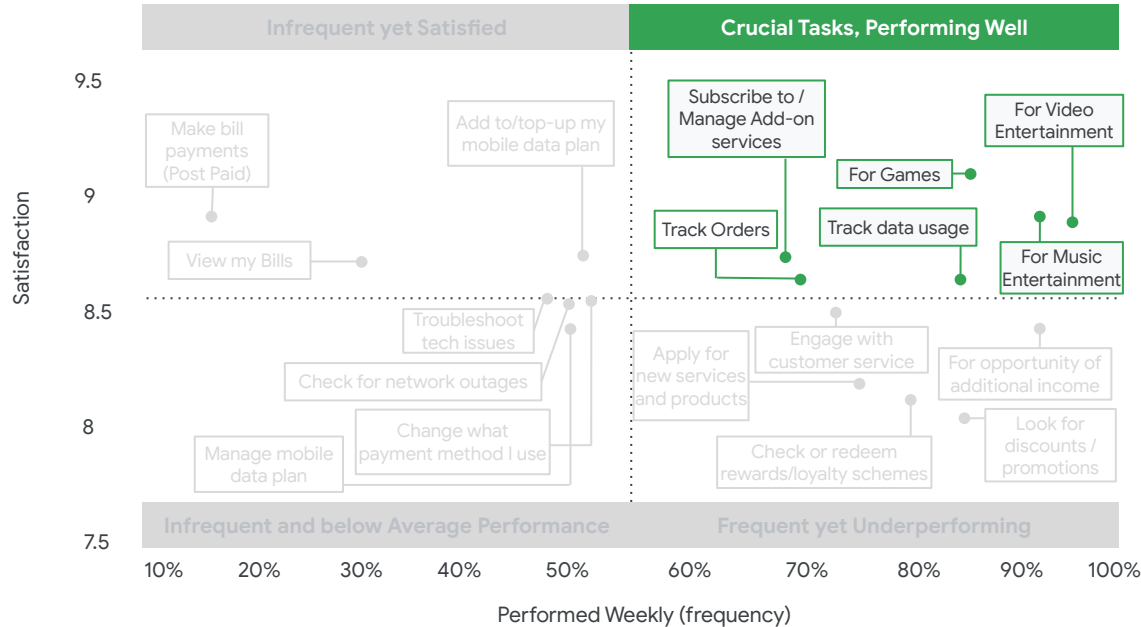 Infrequent yet Satisfied
Crucial Tasks, Performing Well
9.5
9
8.5
8
7.5
Satisfaction
Make bill
payments
(Post Paid)
Add to/top-up my
mobile data plan
View my Bills
Subscribe to /
Manage Add-on
services
For Video
Entertainment
For Games
Track Orders
Track data usage
For Music
Entertainment
Troubleshoot
tech issues
Check for network outages
Change what
payment method I use
Manage mobile
data plan
Apply for
new services
and products
Engage with
customer service
For opportunity of
additional income
Check or redeem
rewards/loyalty schemes
Look for
discounts /
promotions
Infrequent and below Average Performance
Frequent yet Underperforming
10% 20% 30% 40% 50% 60% 70% 80% 90% 100%
Performed Weekly (frequency)